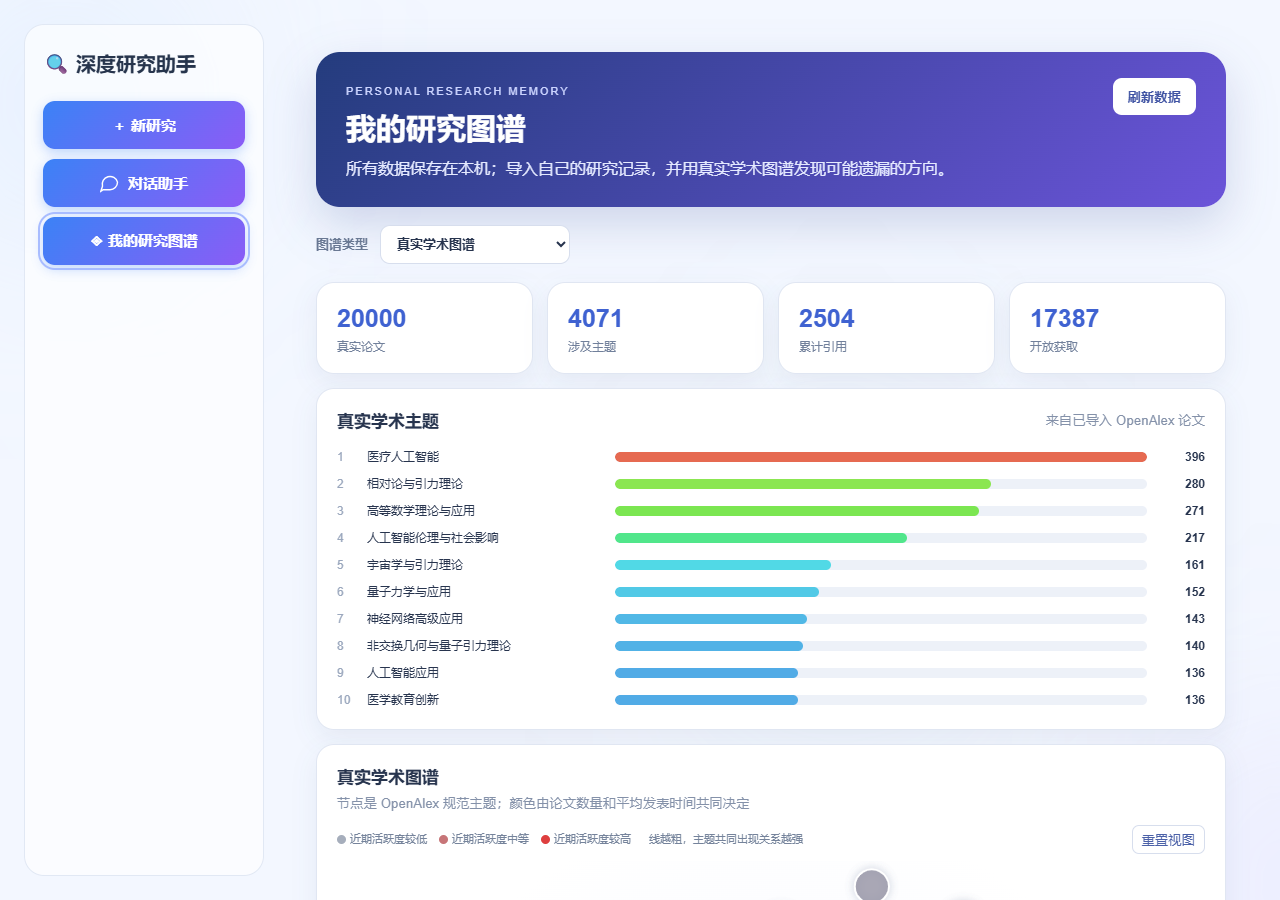 深度研究助手
+ 新研究
对话助手
◈ 我的研究图谱
PERSONAL RESEARCH MEMORY
我的研究图谱
所有数据保存在本机；导入自己的研究记录，并用真实学术图谱发现可能遗漏的方向。
刷新数据
图谱类型 真实学术图谱
20000
真实论文
4071
涉及主题
2504
累计引用
17387
开放获取
真实学术主题
来自已导入 OpenAlex 论文
1 医疗人工智能 396
2 相对论与引力理论 280
3 高等数学理论与应用 271
4 人工智能伦理与社会影响 217
5 宇宙学与引力理论 161
6 量子力学与应用 152
7 神经网络高级应用 143
8 非交换几何与量子引力理论 140
9 人工智能应用 136
10 医学教育创新 136
真实学术图谱
节点是 OpenAlex 规范主题；颜色由论文数量和平均发表时间共同决定
近期活跃度较低 近期活跃度中等 近期活跃度较高 线越粗，主题共同出现关系越强
重置视图